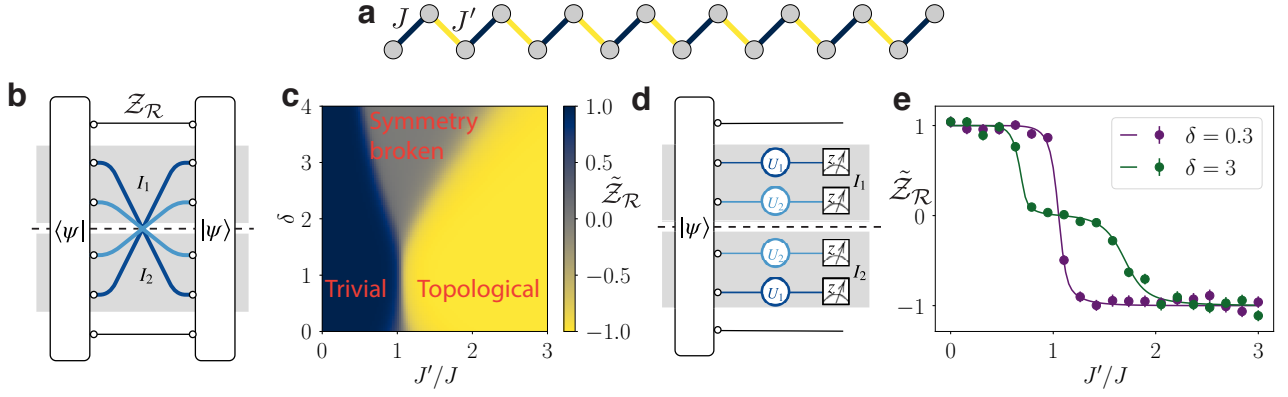 a
J J′
b
𝒵_ℛ
I₁
⟨ψ| |ψ⟩
I₂
c
4
3
2
1
0
δ
Symmetry
broken
Trivial
Topological
0 1 2 3
J′/J
1.0
0.5
0.0
−0.5
−1.0
𝒵̃_ℛ
d
|ψ⟩
U₁ z
I₁
U₂ z
U₂ z
I₂
U₁ z
e
𝒵̃_ℛ
1
0
−1
δ = 0.3
δ = 3
0 1 2 3
J′/J